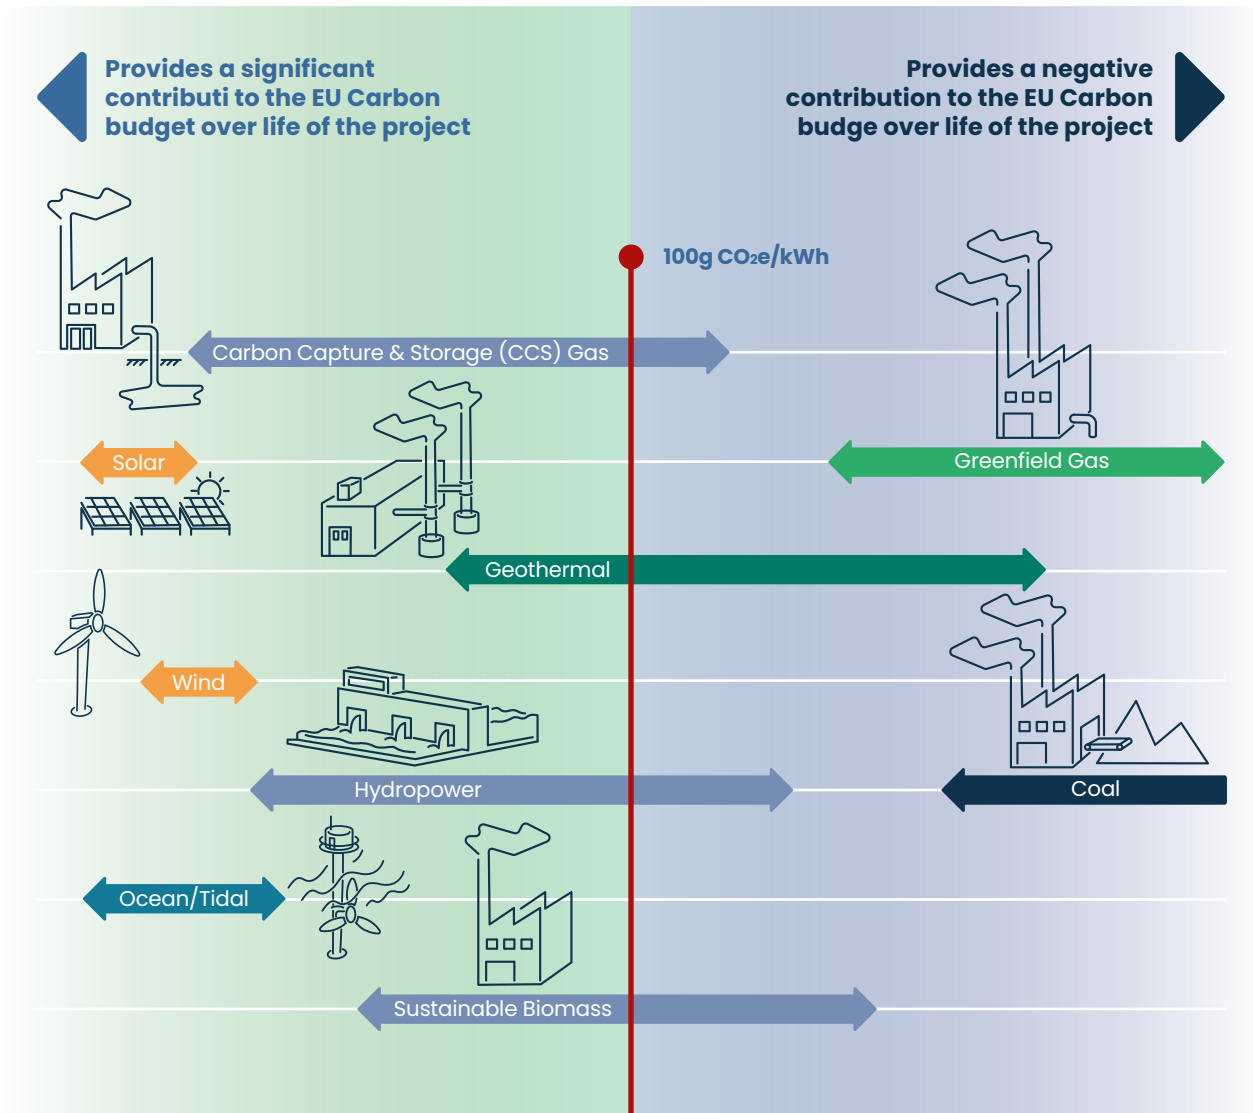 Provides a significant
contributi to the EU Carbon
budget over life of the project
Provides a negative
contribution to the EU Carbon
budge over life of the project
100g CO₂e/kWh
Carbon Capture & Storage (CCS) Gas
Solar
Greenfield Gas
Geothermal
Wind
Hydropower
Coal
Ocean/Tidal
Sustainable Biomass